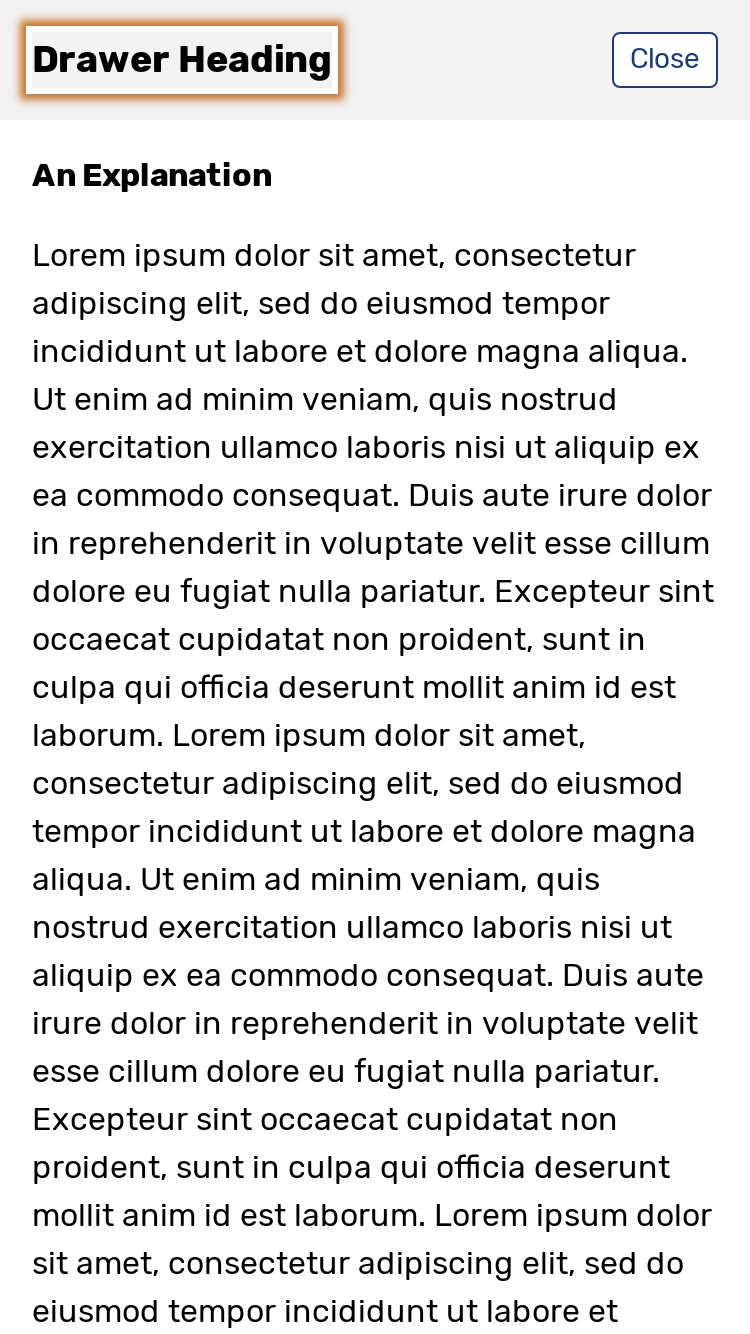 Drawer Heading
Close
An Explanation
Lorem ipsum dolor sit amet, consectetur
adipiscing elit, sed do eiusmod tempor
incididunt ut labore et dolore magna aliqua.
Ut enim ad minim veniam, quis nostrud
exercitation ullamco laboris nisi ut aliquip ex
ea commodo consequat. Duis aute irure dolor
in reprehenderit in voluptate velit esse cillum
dolore eu fugiat nulla pariatur. Excepteur sint
occaecat cupidatat non proident, sunt in
culpa qui officia deserunt mollit anim id est
laborum. Lorem ipsum dolor sit amet,
consectetur adipiscing elit, sed do eiusmod
tempor incididunt ut labore et dolore magna
aliqua. Ut enim ad minim veniam, quis
nostrud exercitation ullamco laboris nisi ut
aliquip ex ea commodo consequat. Duis aute
irure dolor in reprehenderit in voluptate velit
esse cillum dolore eu fugiat nulla pariatur.
Excepteur sint occaecat cupidatat non
proident, sunt in culpa qui officia deserunt
mollit anim id est laborum. Lorem ipsum dolor
sit amet, consectetur adipiscing elit, sed do
eiusmod tempor incididunt ut labore et